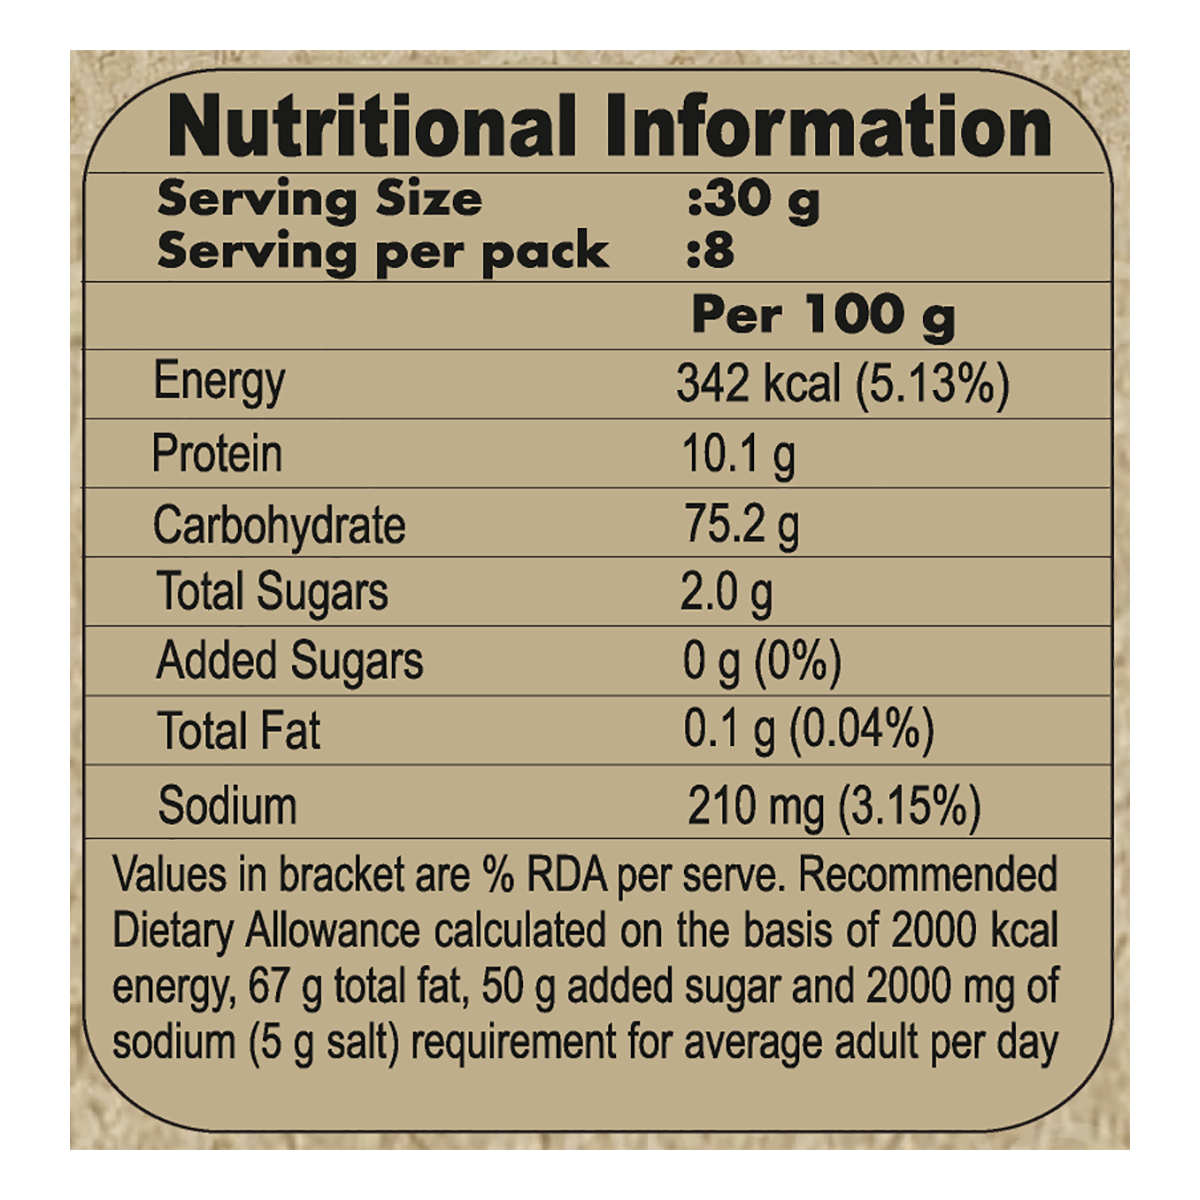 Nutritional Information
Serving Size :30 g
Serving per pack :8
Per 100 g
Energy 342 kcal (5.13%)
Protein 10.1 g
Carbohydrate 75.2 g
Total Sugars 2.0 g
Added Sugars 0 g (0%)
Total Fat 0.1 g (0.04%)
Sodium 210 mg (3.15%)
Values in bracket are % RDA per serve. Recommended
Dietary Allowance calculated on the basis of 2000 kcal
energy, 67 g total fat, 50 g added sugar and 2000 mg of
sodium (5 g salt) requirement for average adult per day